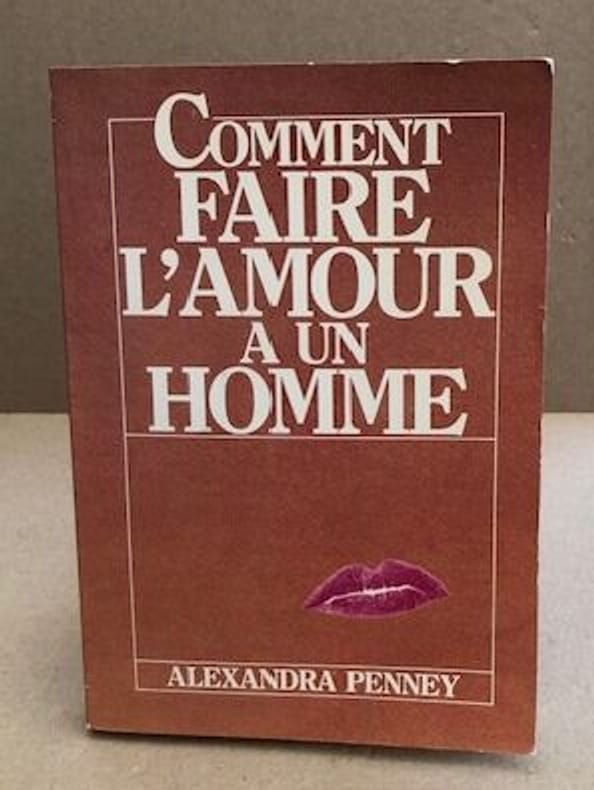 COMMENT
FAIRE
L'AMOUR
A UN
HOMME
ALEXANDRA PENNEY